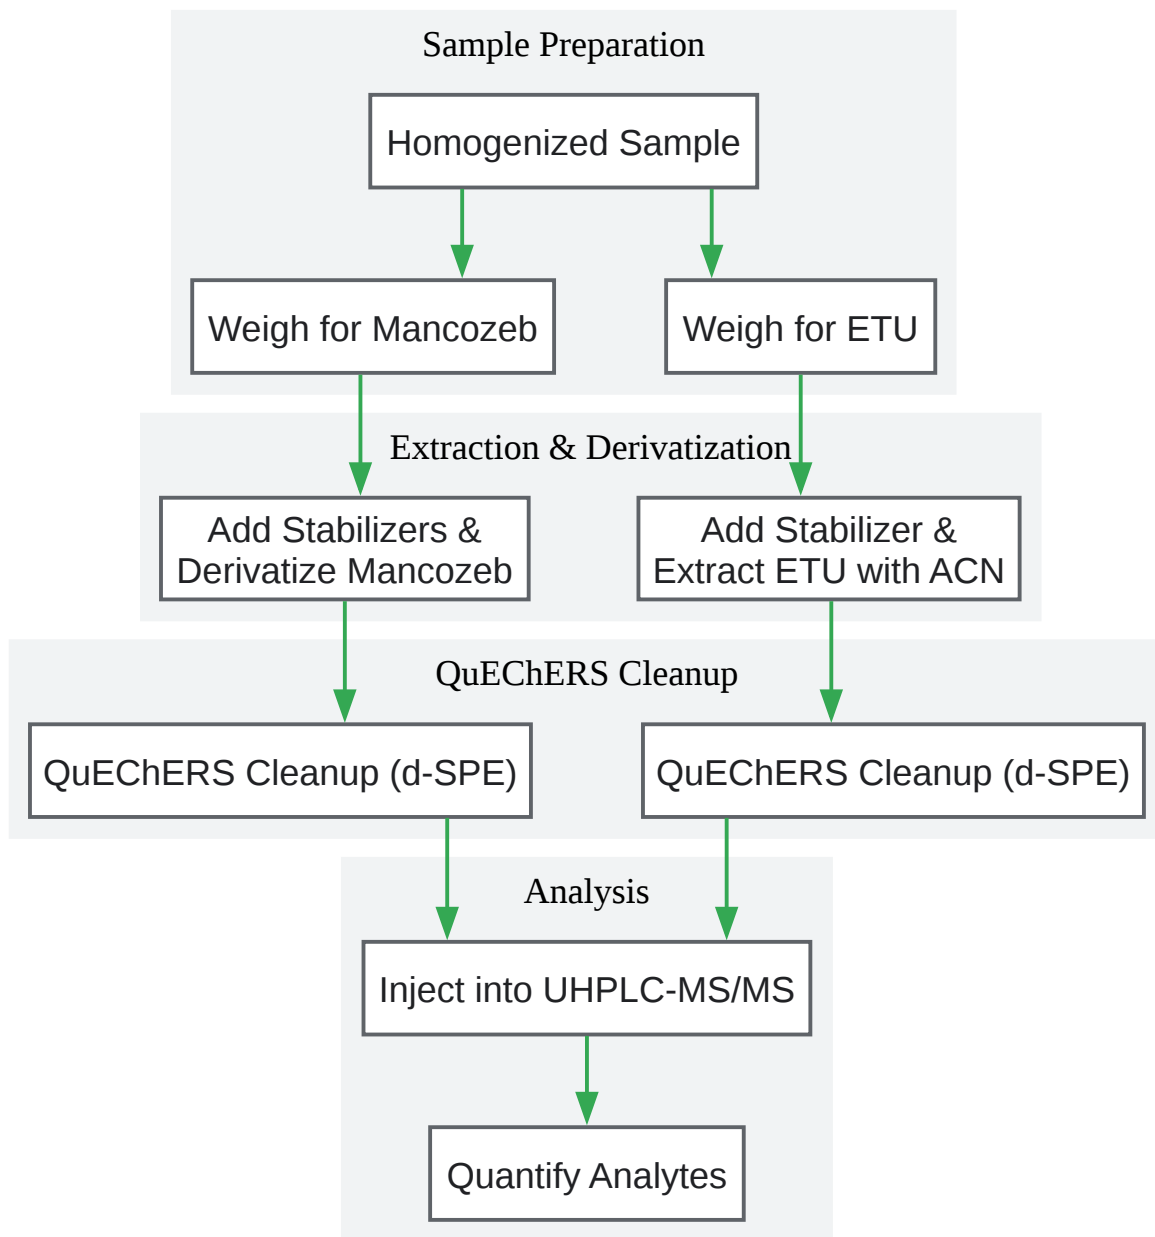 Sample Preparation
Homogenized Sample
Weigh for Mancozeb
Weigh for ETU
Extraction & Derivatization
Add Stabilizers &
Derivatize Mancozeb
Add Stabilizer &
Extract ETU with ACN
QuEChERS Cleanup
QuEChERS Cleanup (d-SPE)
QuEChERS Cleanup (d-SPE)
Analysis
Inject into UHPLC-MS/MS
Quantify Analytes